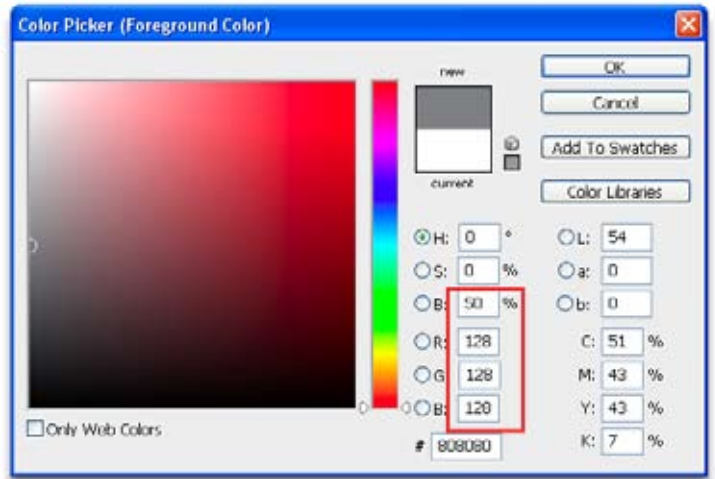 Color Picker (Foreground Color)
new
OK
Cancel
Add To Swatches
current
Color Libraries
H: 0 °
L: 54
S: 0 %
a: 0
B: 50 %
b: 0
R: 128
C: 51 %
G 128
M: 43 %
B: 128
Y: 43 %
Only Web Colors
# 808080
K: 7 %